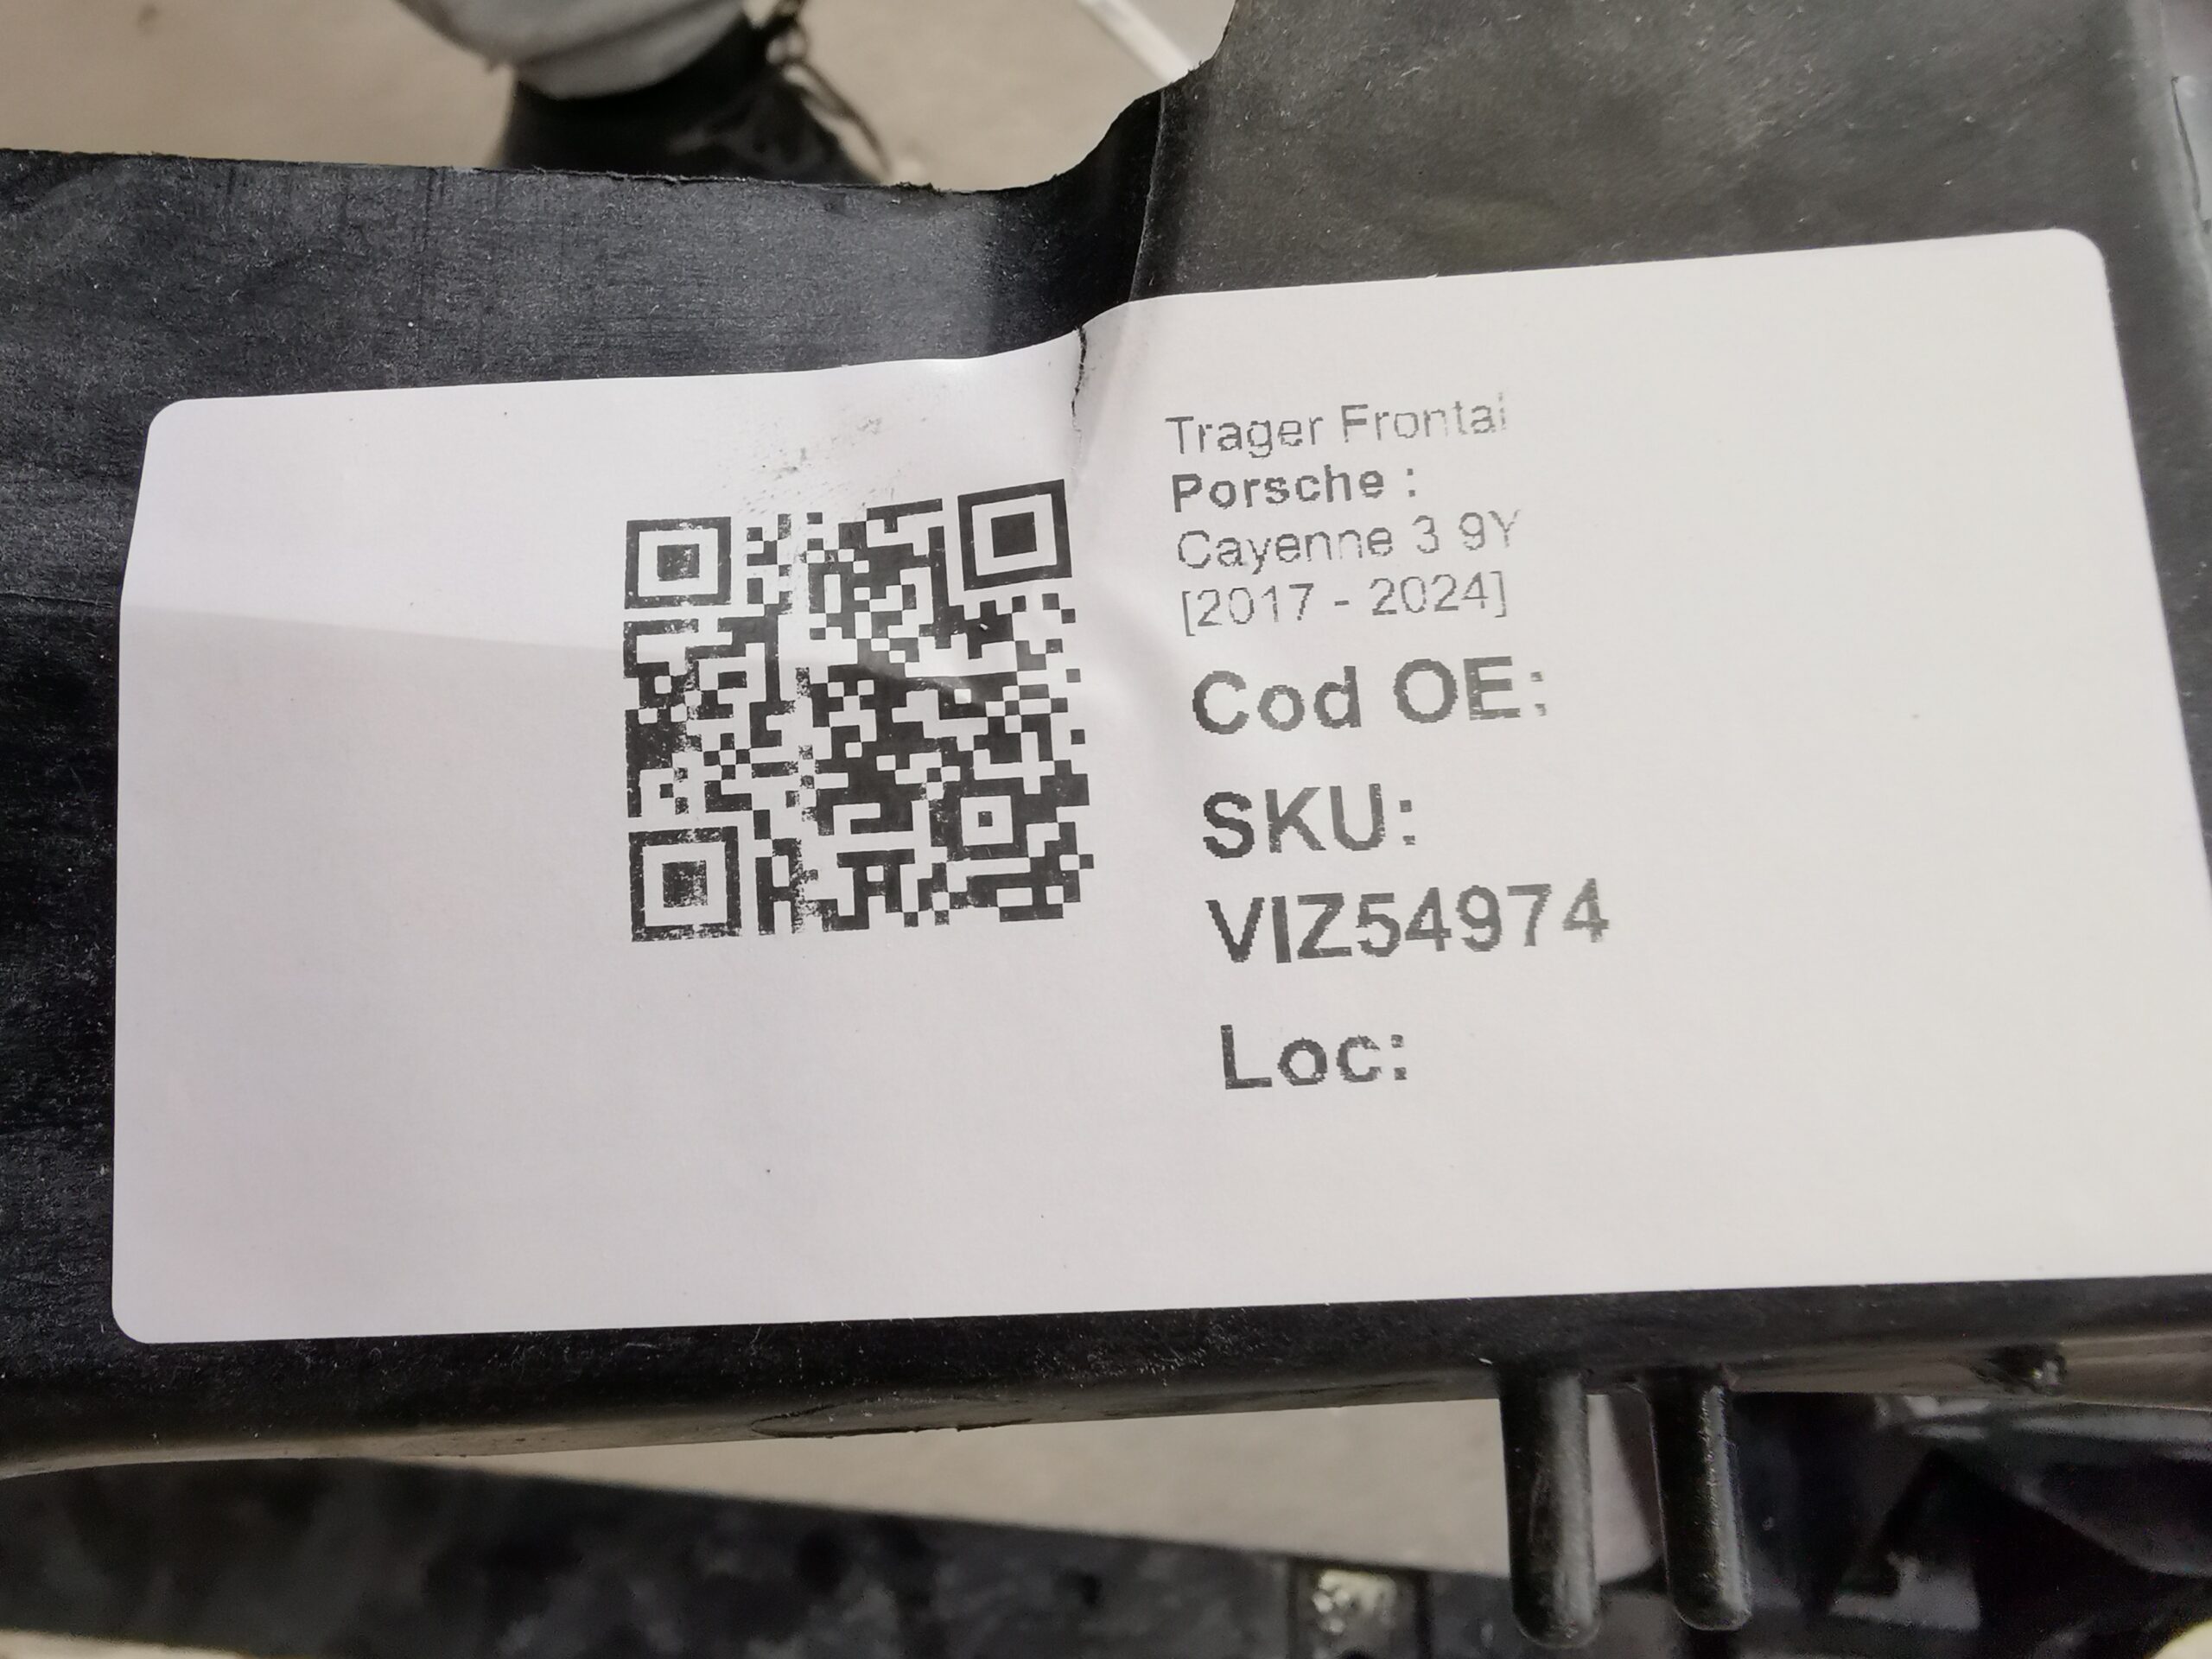 Trager Frontal
Porsche :
Cayenne 3 9Y
[2017 - 2024]
Cod OE:
SKU:
VIZ54974
Loc: